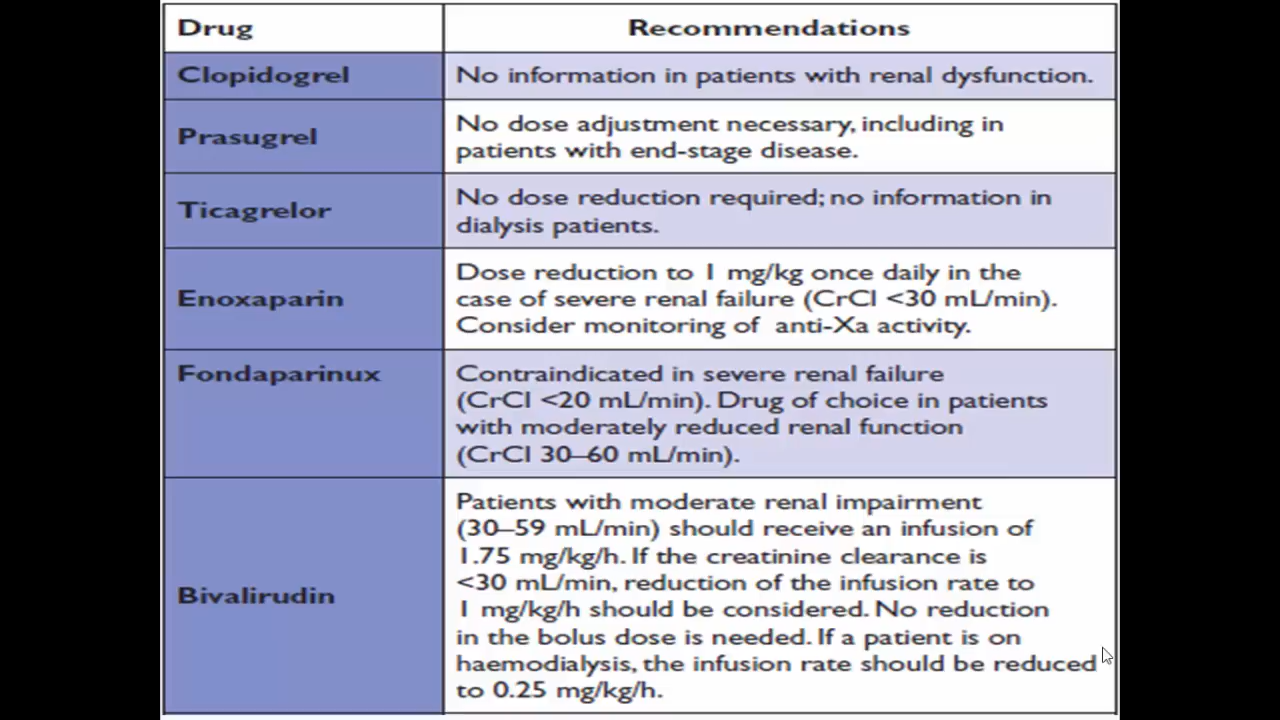 Drug Recommendations
Clopidogrel No information in patients with renal dysfunction.
Prasugrel No dose adjustment necessary, including in
patients with end-stage disease.
Ticagrelor No dose reduction required; no information in
dialysis patients.
Enoxaparin Dose reduction to 1 mg/kg once daily in the
case of severe renal failure (CrCl <30 mL/min).
Consider monitoring of anti-Xa activity.
Fondaparinux Contraindicated in severe renal failure
(CrCl <20 mL/min). Drug of choice in patients
with moderately reduced renal function
(CrCl 30–60 mL/min).
Bivalirudin Patients with moderate renal impairment
(30–59 mL/min) should receive an infusion of
1.75 mg/kg/h. If the creatinine clearance is
<30 mL/min, reduction of the infusion rate to
1 mg/kg/h should be considered. No reduction
in the bolus dose is needed. If a patient is on
haemodialysis, the infusion rate should be reduced
to 0.25 mg/kg/h.